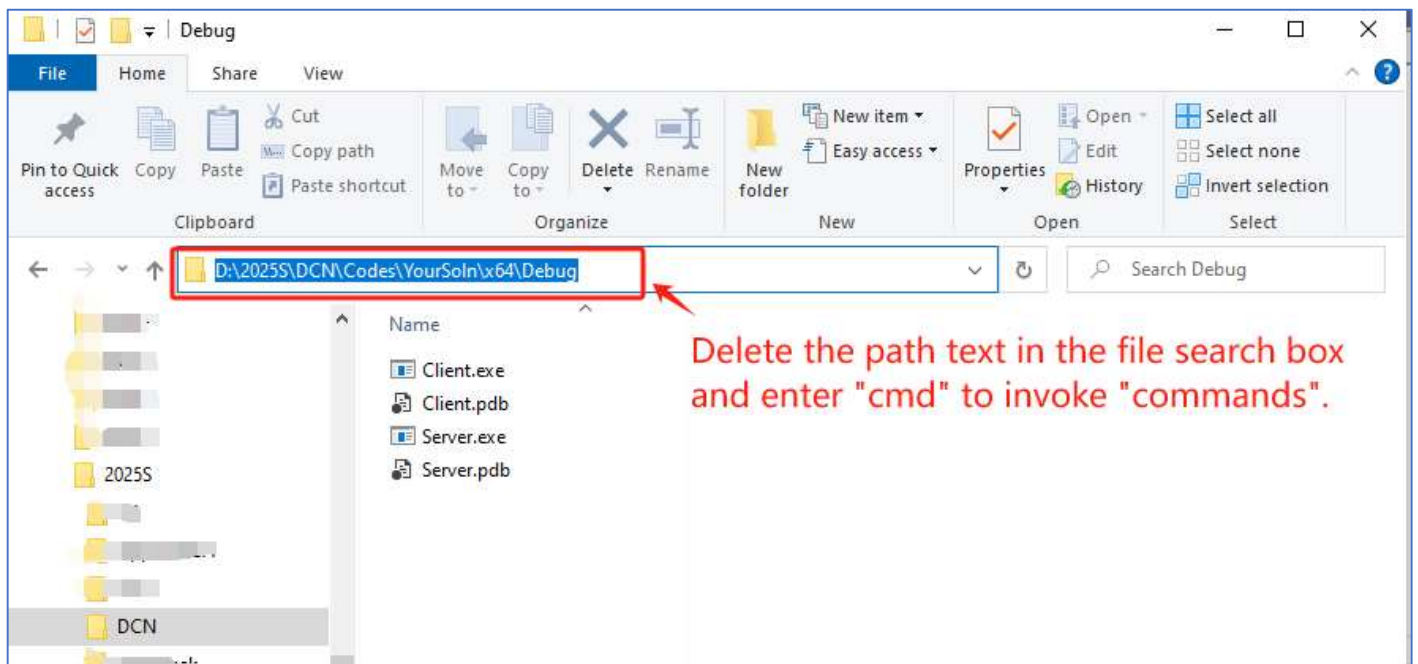 Debug
File Home Share View
Pin to Quick access
Copy
Paste
Cut
Copy path
Paste shortcut
Clipboard
Move to
Copy to
Delete
Rename
Organize
New folder
New item
Easy access
New
Properties
Open
Edit
History
Open
Select all
Select none
Invert selection
Select
D:\2025S\DCN\Codes\YourSoln\x64\Debug
Search Debug
Name
Client.exe
Client.pdb
Server.exe
Server.pdb
2025S
DCN
Delete the path text in the file search box
and enter "cmd" to invoke "commands".